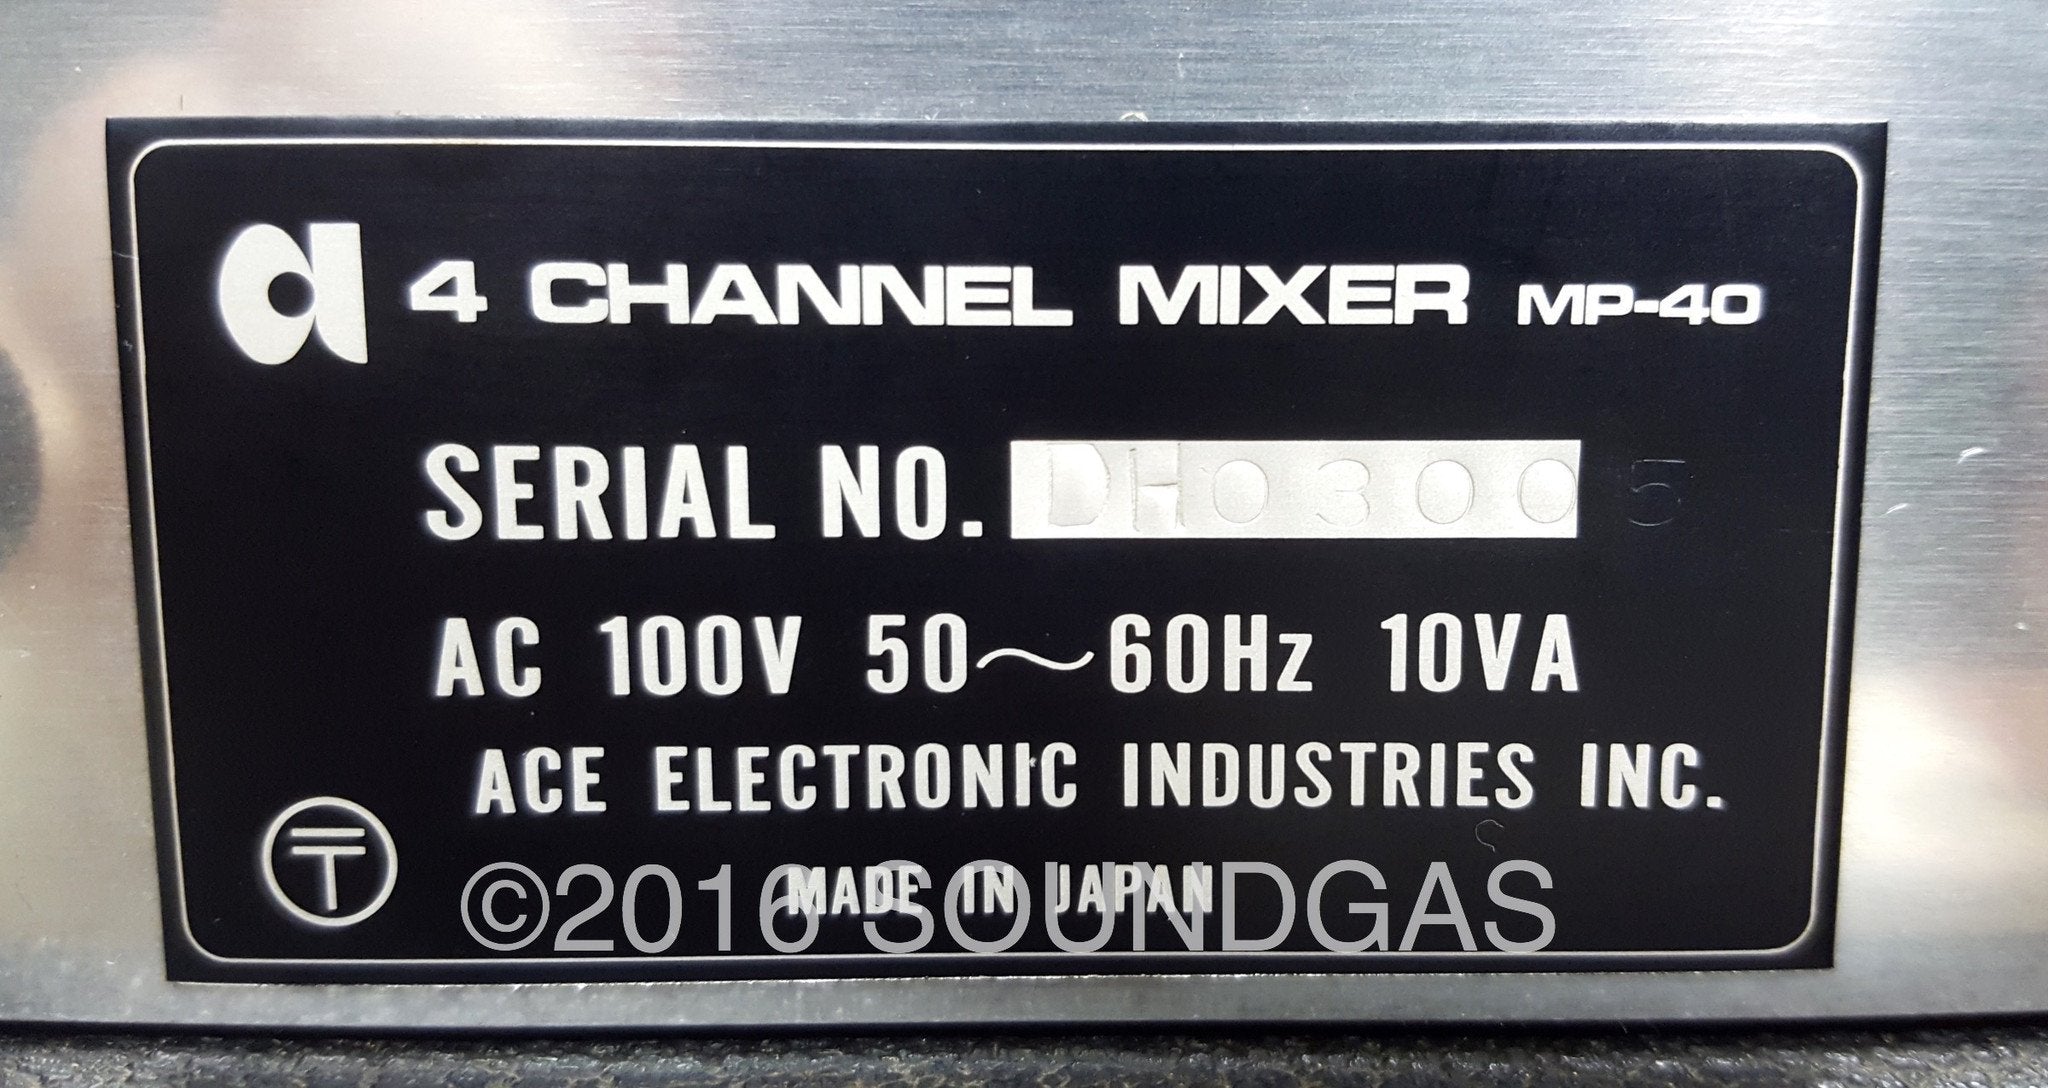 a 4 CHANNEL MIXER MP-40
SERIAL NO. DH03005
AC 100V 50～60Hz 10VA
ACE ELECTRONIC INDUSTRIES INC.
MADE IN JAPAN
©2016 SOUNDGAS